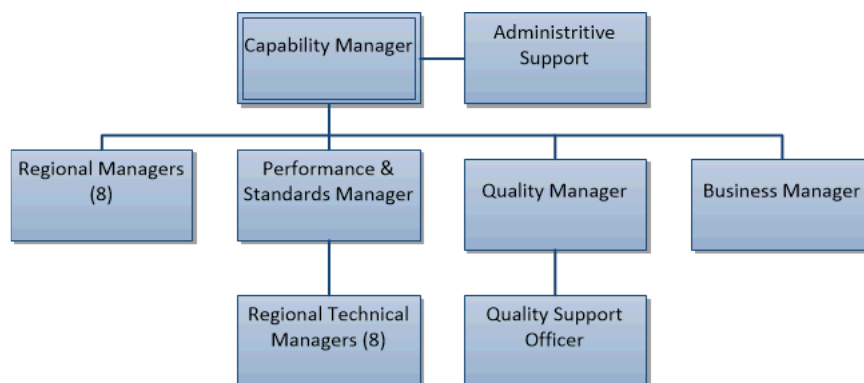 Capability Manager
Administritive
Support
Regional Managers
(8)
Performance &
Standards Manager
Quality Manager
Business Manager
Regional Technical
Managers (8)
Quality Support
Officer